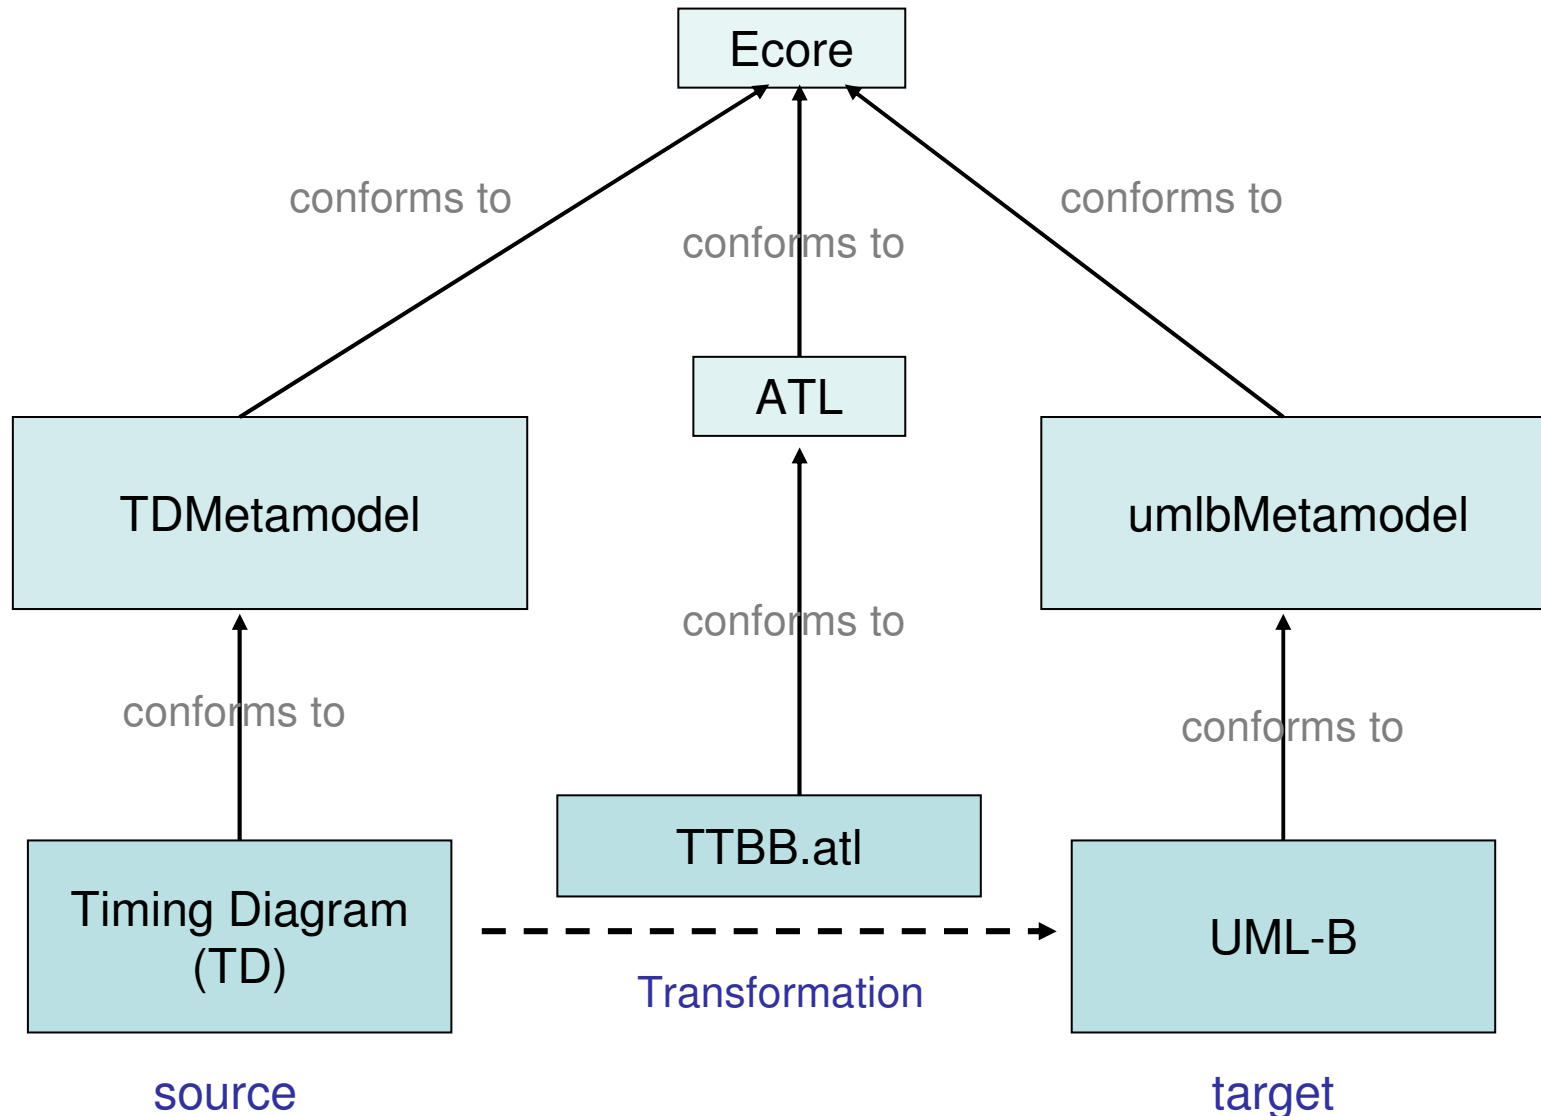 Ecore
conforms to
conforms to
conforms to
ATL
TDMetamodel
umlbMetamodel
conforms to
conforms to
conforms to
TTBB.atl
Timing Diagram
(TD)
UML-B
Transformation
source
target